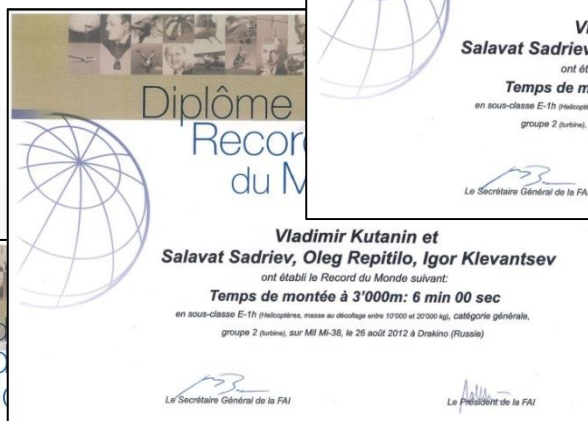 Salavat Sadriev
ont ét
Temps de m
en sous-classe E-1h (Helicopt
groupe 2 (turbine),
Le Secrétaire Général de la FAI
Diplôme
Recor
du
Vladimir Kutanin et
Salavat Sadriev, Oleg Repitilo, Igor Klevantsev
ont établi le Record du Monde suivant:
Temps de montée à 3'000m: 6 min 00 sec
en sous-classe E-1h (Helicoptères, masse au décollage entre 10'000 et 20'000 kg), catégorie générale,
groupe 2 (turbine), sur Mil Mi-38, le 26 août 2012 à Drakino (Russie)
Le Secrétaire Général de la FAI
Le Président de la FAI